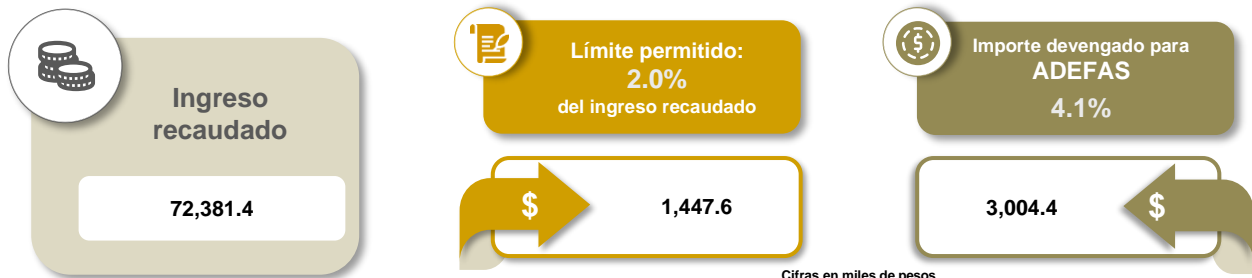 Ingreso
recaudado
72,381.4
Límite permitido:
2.0%
del ingreso recaudado
$ 1,447.6
Importe devengado para
ADEFAS
4.1%
3,004.4 $
Cifras en miles de pesos